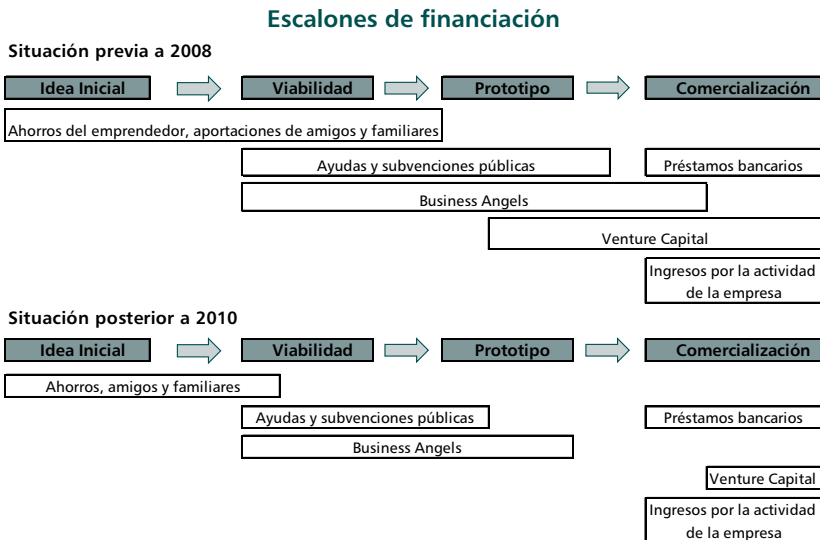 Escalones de financiación
Situación previa a 2008
Idea Inicial
Viabilidad
Prototipo
Comercialización
Ahorros del emprendedor, aportaciones de amigos y familiares
Ayudas y subvenciones públicas
Préstamos bancarios
Business Angels
Venture Capital
Ingresos por la actividad
de la empresa
Situación posterior a 2010
Idea Inicial
Viabilidad
Prototipo
Comercialización
Ahorros, amigos y familiares
Ayudas y subvenciones públicas
Préstamos bancarios
Business Angels
Venture Capital
Ingresos por la actividad
de la empresa